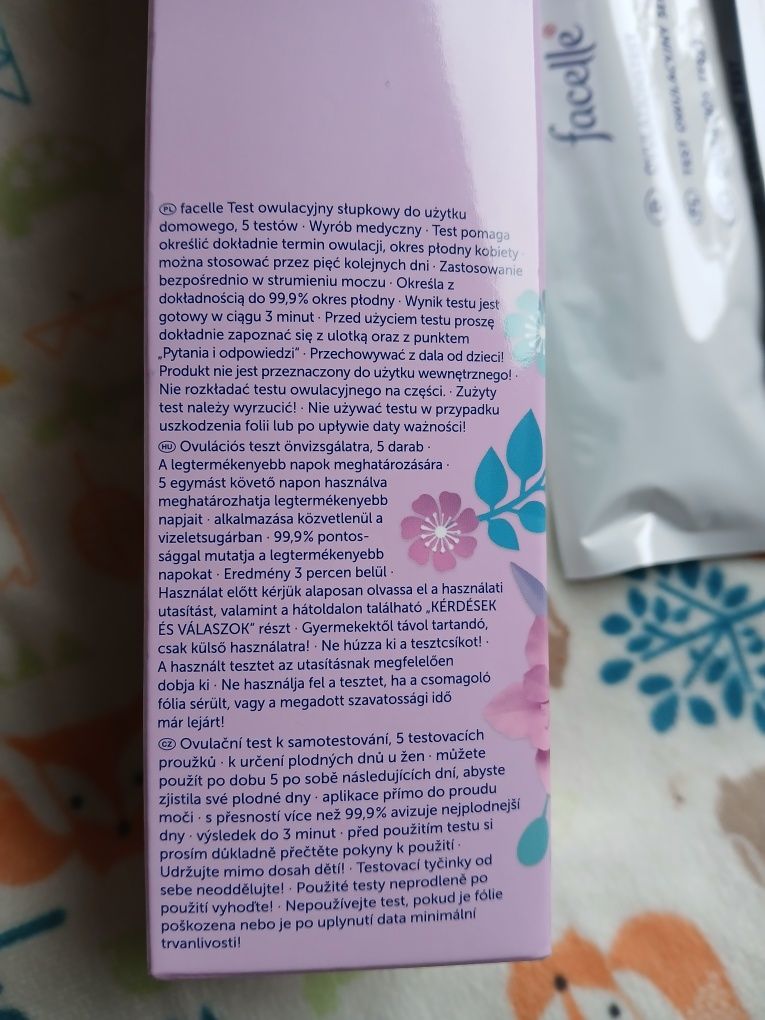 PL facelle Test owulacyjny słupkowy do użytku
domowego, 5 testów · Wyrób medyczny · Test pomaga
określić dokładnie termin owulacji, okres płodny kobiety ·
można stosować przez pięć kolejnych dni · Zastosowanie
bezpośrednio w strumieniu moczu · Określa z
dokładnością do 99,9% okres płodny · Wynik testu jest
gotowy w ciągu 3 minut · Przed użyciem testu proszę
dokładnie zapoznać się z ulotką oraz z punktem
„Pytania i odpowiedzi” · Przechowywać z dala od dzieci!
Produkt nie jest przeznaczony do użytku wewnętrznego! ·
Nie rozkładać testu owulacyjnego na części. · Zużyty
test należy wyrzucić! · Nie używać testu w przypadku
uszkodzenia folii lub po upływie daty ważności!
HU Ovulációs teszt önvizsgálatra, 5 darab ·
A legtermékenyebb napok meghatározására ·
5 egymást követő napon használva
meghatározhatja legtermékenyebb
napjait · alkalmazása közvetlenül a
vizeletsugárban · 99,9% pontos-
sággal mutatja a legtermékenyebb
napokat · Eredmény 3 percen belül ·
Használat előtt kérjük alaposan olvassa el a használati
utasítást, valamint a hátoldalon található „KÉRDÉSEK
ÉS VÁLASZOK” részt · Gyermekektől távol tartandó,
csak külső használatra! · Ne húzza ki a tesztcsíkot! ·
A használt tesztet az utasításnak megfelelően
dobja ki · Ne használja fel a tesztet, ha a csomagoló
fólia sérült, vagy a megadott szavatossági idő
már lejárt!
CZ Ovulační test k samotestování, 5 testovacích
proužků · k určení plodných dnů u žen · můžete
použít po dobu 5 po sobě následujících dní, abyste
zjistila své plodné dny · aplikace přímo do proudu
moči · s přesností více než 99,9% avizuje nejplodnější
dny · výsledek do 3 minut · před použitím testu si
prosím důkladně přečtěte pokyny k použití ·
Udržujte mimo dosah dětí! · Testovací tyčinky od
sebe neoddělujte! · Použité testy neprodleně po
použití vyhoďte! · Nepoužívejte test, pokud je fólie
poškozena nebo je po uplynutí data minimální
trvanlivosti!
facelle
TEST OWULACYJNY